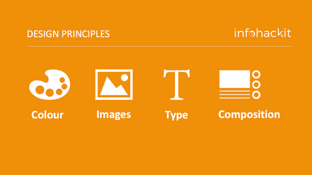 DESIGN PRINCIPLES
infohackit
Colour
Images
Type
Composition